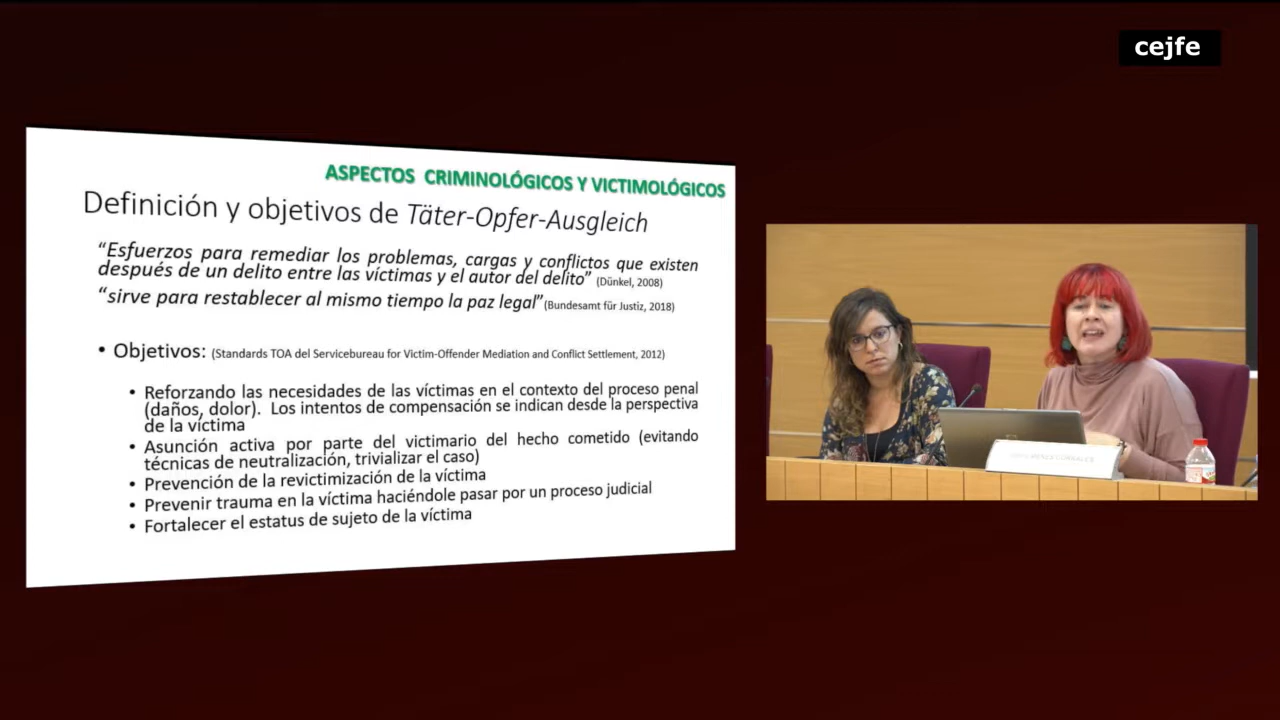 cejfe
ASPECTOS CRIMINOLÓGICOS Y VICTIMOLÓGICOS
Definición y objetivos de Täter-Opfer-Ausgleich
“Esfuerzos para remediar los problemas, cargas y conflictos que existen
después de un delito entre las víctimas y el autor del delito” (Dünkel, 2008)
“sirve para restablecer al mismo tiempo la paz legal”(Bundesamt für Justiz, 2018)
• Objetivos: (Standards TOA del Servicebureau for Victim-Offender Mediation and Conflict Settlement, 2012)
• Reforzando las necesidades de las víctimas en el contexto del proceso penal
(daños, dolor). Los intentos de compensación se indican desde la perspectiva
de la víctima
• Asunción activa por parte del victimario del hecho cometido (evitando
técnicas de neutralización, trivializar el caso)
• Prevención de la revictimización de la víctima
• Prevenir trauma en la víctima haciéndole pasar por un proceso judicial
• Fortalecer el estatus de sujeto de la víctima